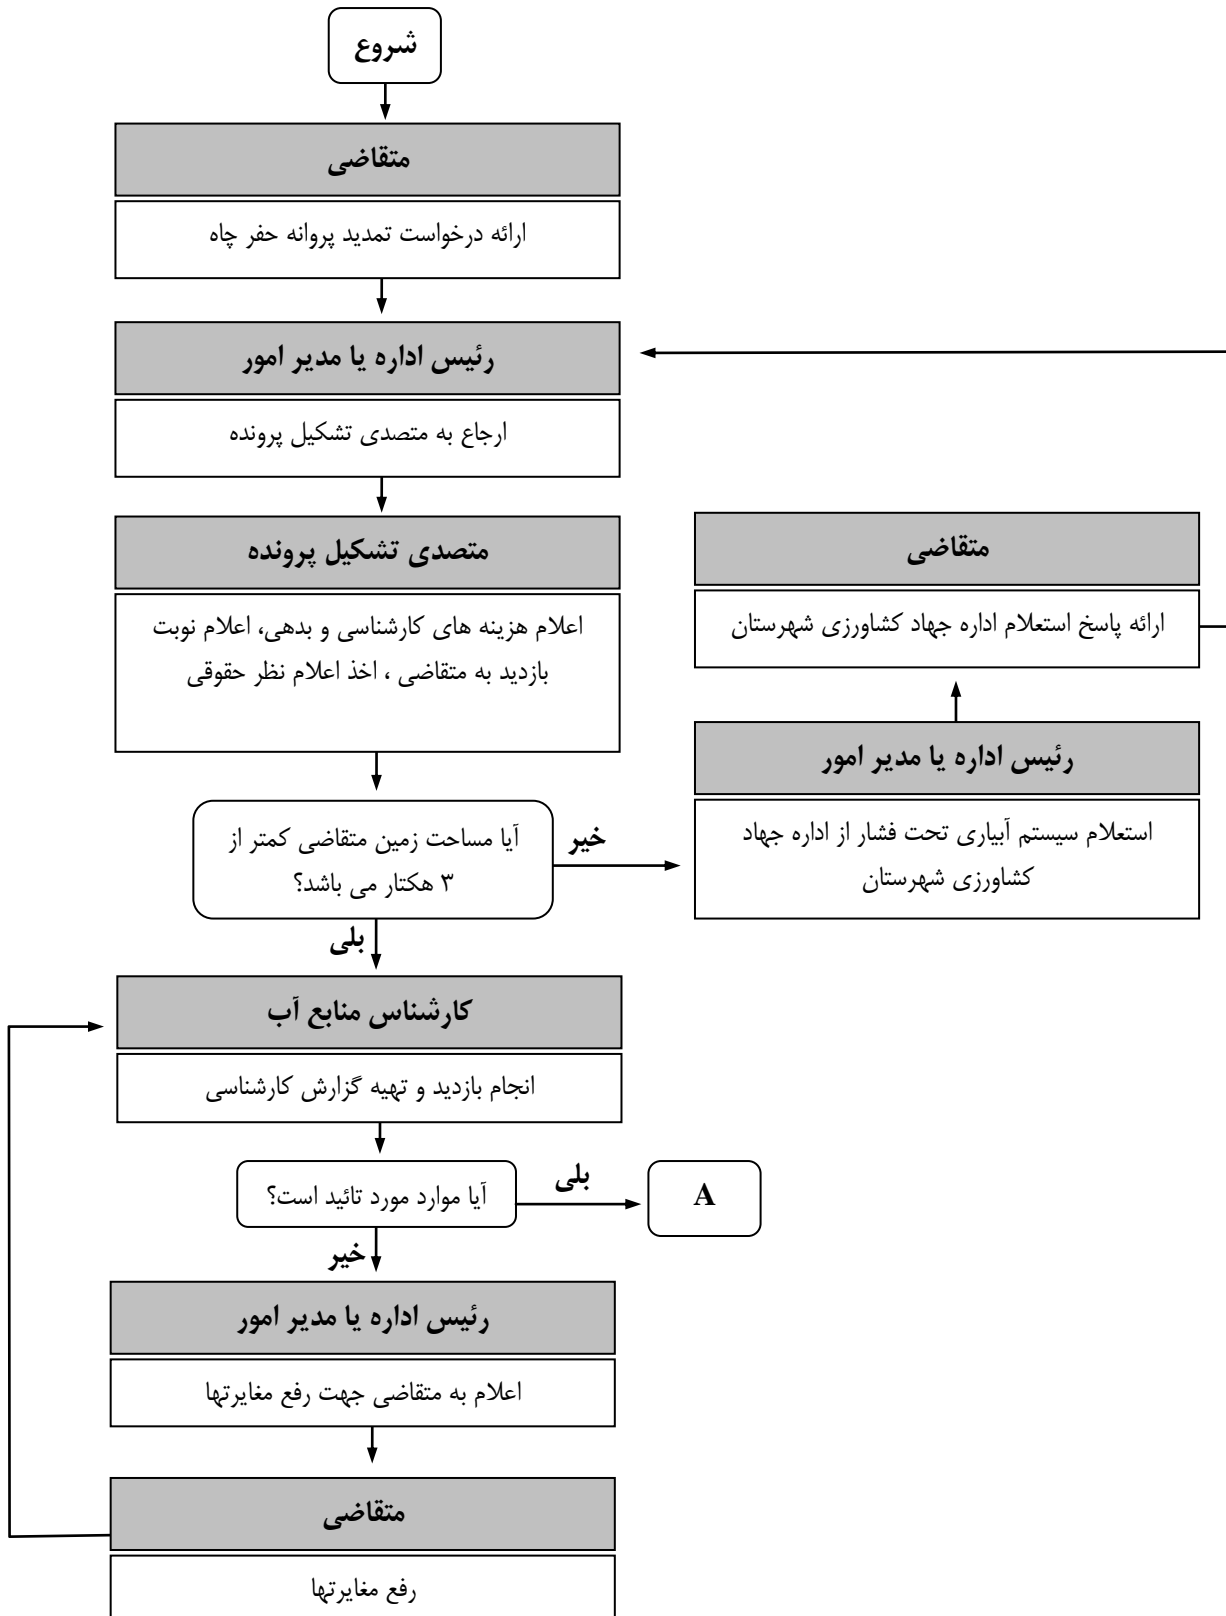 شروع
متقاضی
ارائه درخواست تمدید پروانه حفر چاه
رئیس اداره یا مدیر امور
ارجاع به متصدی تشکیل پرونده
متصدی تشکیل پرونده
اعلام هزینه های کارشناسی و بدهی، اعلام نوبت
بازدید به متقاضی ، اخذ اعلام نظر حقوقی
آیا مساحت زمین متقاضی کمتر از
۳ هکتار می باشد؟
خیر
رئیس اداره یا مدیر امور
استعلام سیستم آبیاری تحت فشار از اداره جهاد
کشاورزی شهرستان
متقاضی
ارائه پاسخ استعلام اداره جهاد کشاورزی شهرستان
بلی
کارشناس منابع آب
انجام بازدید و تهیه گزارش کارشناسی
آیا موارد مورد تائید است؟
بلی
A
خیر
رئیس اداره یا مدیر امور
اعلام به متقاضی جهت رفع مغایرتها
متقاضی
رفع مغایرتها